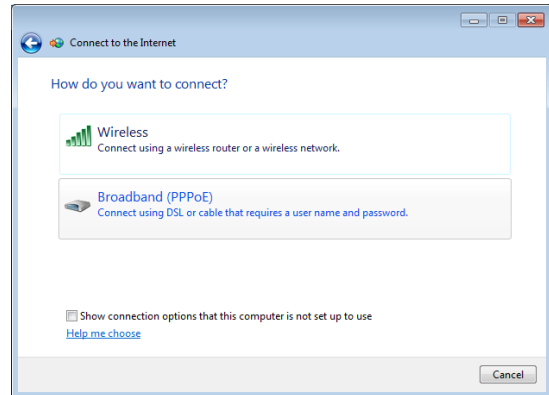 Connect to the Internet
How do you want to connect?
Wireless
Connect using a wireless router or a wireless network.
Broadband (PPPoE)
Connect using DSL or cable that requires a user name and password.
Show connection options that this computer is not set up to use
Help me choose
Cancel